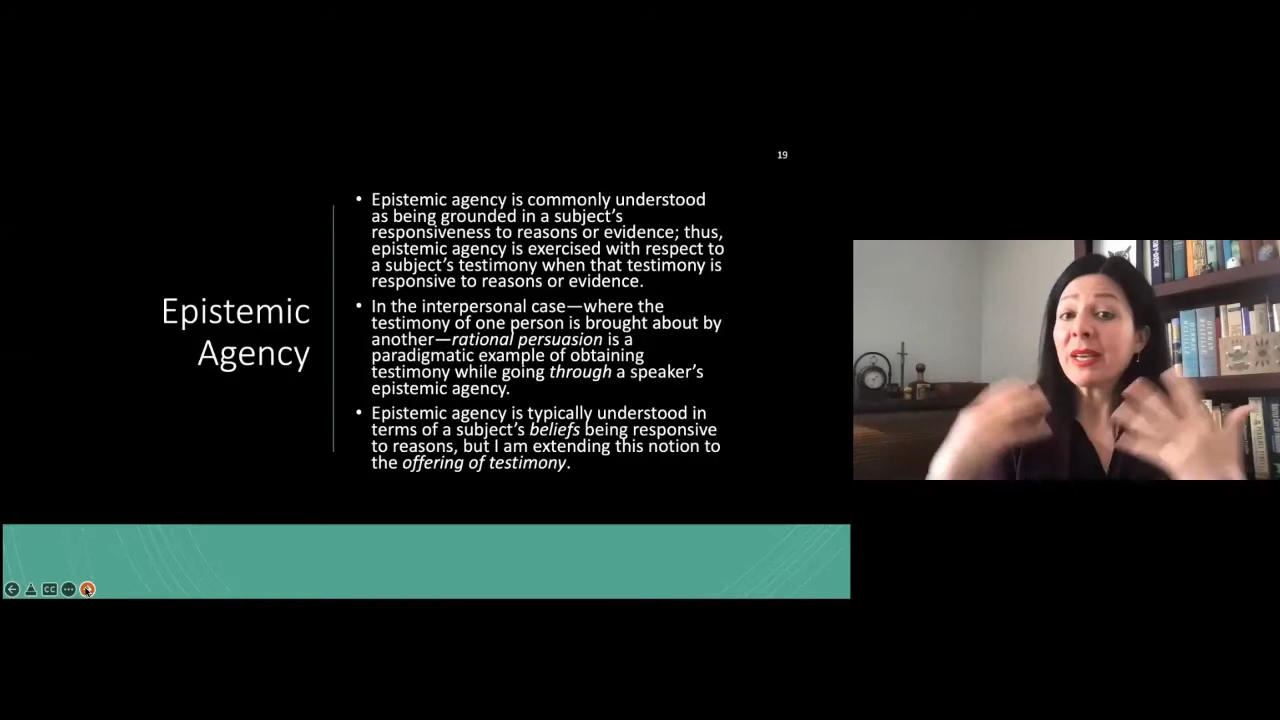 19
Epistemic
Agency
• Epistemic agency is commonly understood
as being grounded in a subject’s
responsiveness to reasons or evidence; thus,
epistemic agency is exercised with respect to
a subject’s testimony when that testimony is
responsive to reasons or evidence.
• In the interpersonal case—where the
testimony of one person is brought about by
another—rational persuasion is a
paradigmatic example of obtaining
testimony while going through a speaker’s
epistemic agency.
• Epistemic agency is typically understood in
terms of a subject’s beliefs being responsive
to reasons, but I am extending this notion to
the offering of testimony.
CC